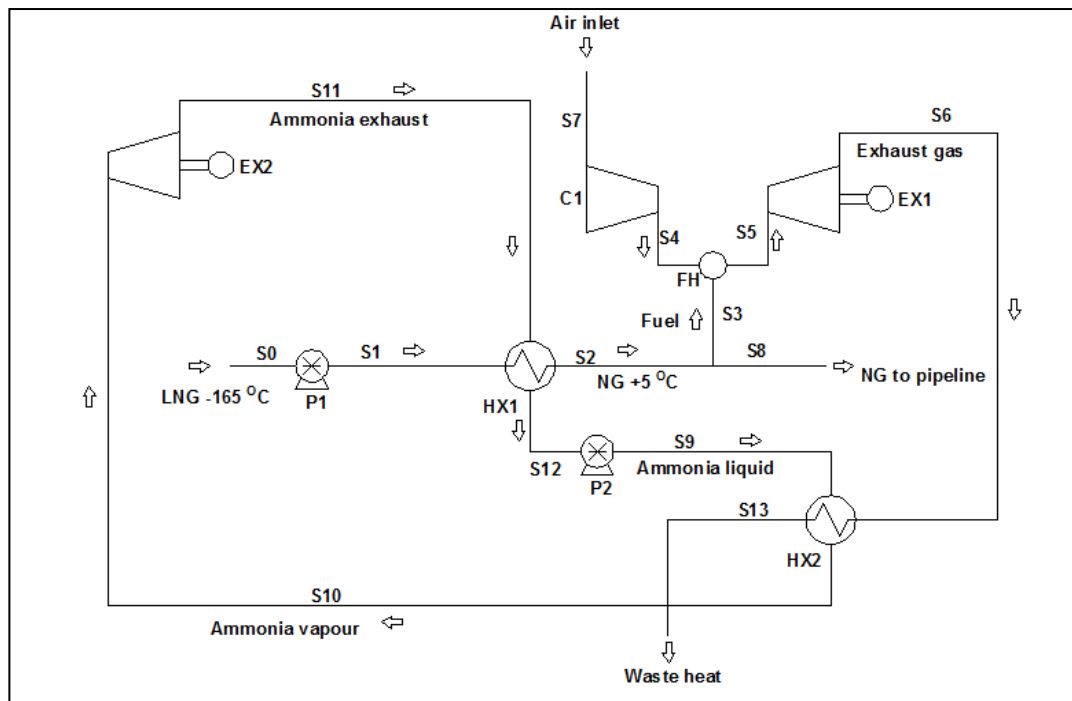 Air inlet
S11
Ammonia exhaust
S7
S6
Exhaust gas
EX2
C1
EX1
S4
S5
FH
Fuel
S3
S0
S1
S2
S8
LNG -165 °C
P1
HX1
NG +5 °C
NG to pipeline
S9
S12
Ammonia liquid
P2
S13
HX2
S10
Ammonia vapour
Waste heat